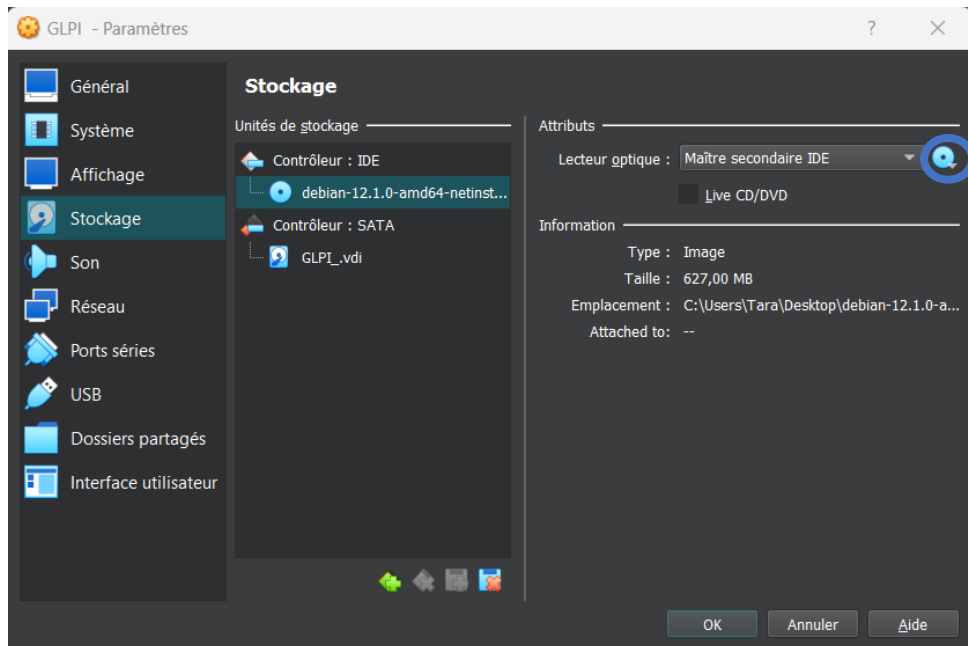 GLPI - Paramètres
?
Général
Système
Affichage
Stockage
Son
Réseau
Ports séries
USB
Dossiers partagés
Interface utilisateur
Stockage
Unités de stockage
Contrôleur : IDE
debian-12.1.0-amd64-netinst...
Contrôleur : SATA
GLPI_.vdi
Attributs
Lecteur optique : Maître secondaire IDE
Live CD/DVD
Information
Type : Image
Taille : 627,00 MB
Emplacement : C:\Users\Tara\Desktop\debian-12.1.0-a...
Attached to: --
OK Annuler Aide